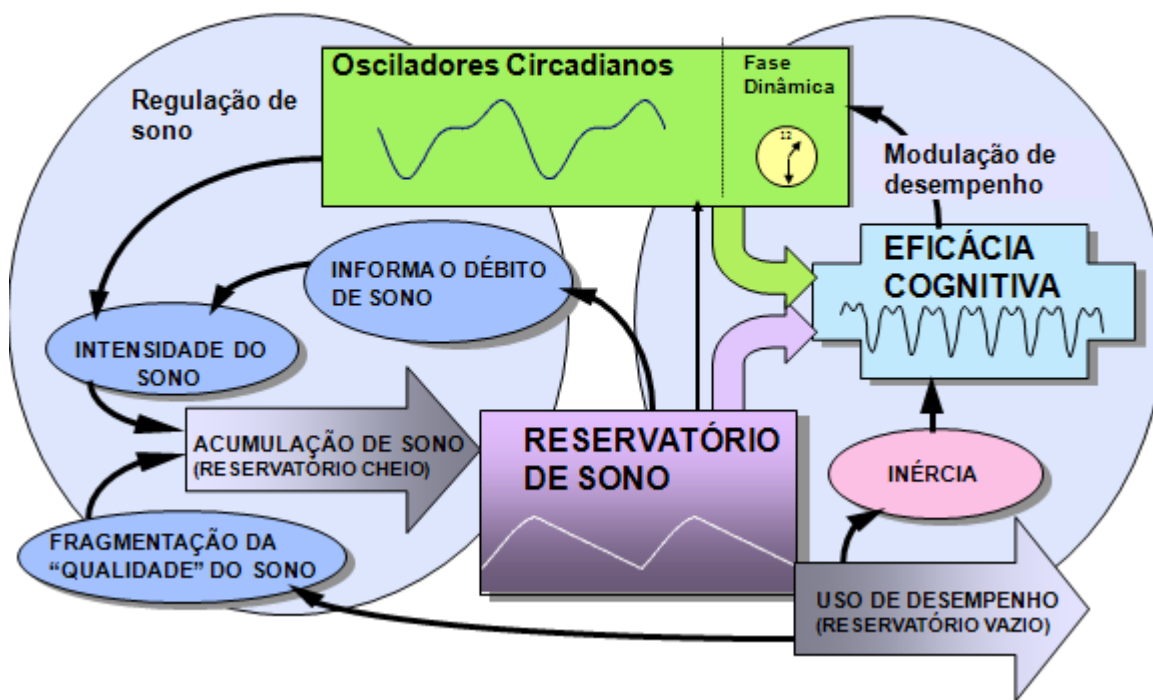 Osciladores Circadianos
Fase
Dinâmica
12
Regulação de
sono
Modulação de
desempenho
EFICÁCIA
COGNITIVA
INFORMA O DÉBITO
DE SONO
INTENSIDADE DO
SONO
ACUMULAÇÃO DE SONO
(RESERVATÓRIO CHEIO)
RESERVATÓRIO
DE SONO
INÉRCIA
FRAGMENTAÇÃO DA
“QUALIDADE” DO SONO
USO DE DESEMPENHO
(RESERVATÓRIO VAZIO)